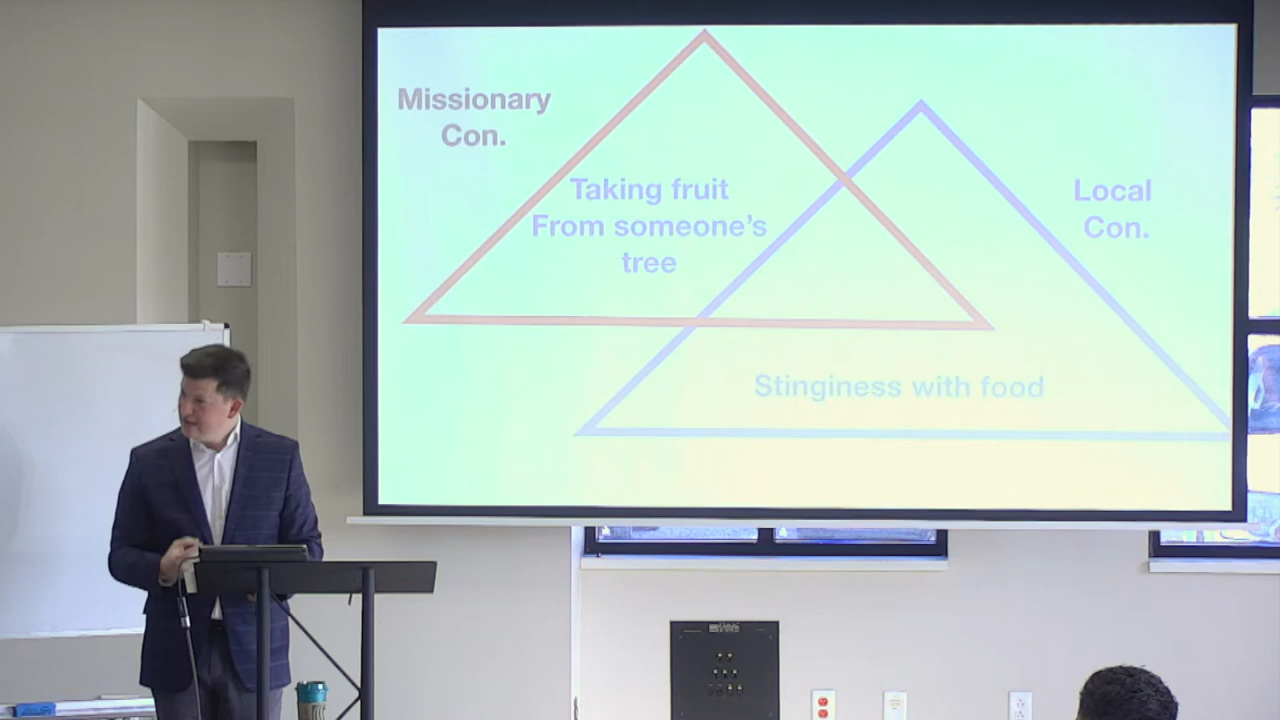 Missionary
Con.
Taking fruit
From someone's
tree
Local
Con.
Stinginess with food